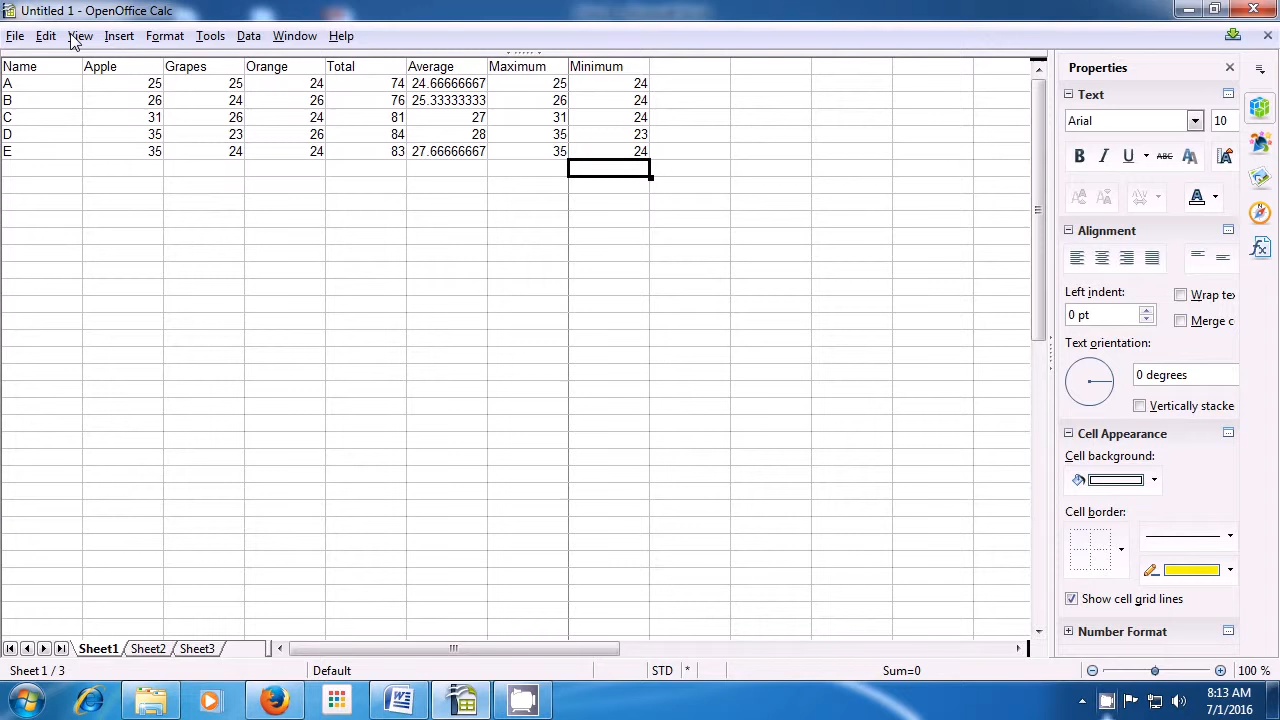 Untitled 1 - OpenOffice Calc
File Edit View Insert Format Tools Data Window Help
Name Apple Grapes Orange Total Average Maximum Minimum
A 25 25 24 74 24.66666667 25 24
B 26 24 26 76 25.33333333 26 24
C 31 26 24 81 27 31 24
D 35 23 26 84 28 35 23
E 35 24 24 83 27.66666667 35 24
Properties
Text
Arial 10
B I U ABC A A
A A AV A
Alignment
Left indent:
0 pt
Wrap te
Merge c
Text orientation:
0 degrees
Vertically stacke
Cell Appearance
Cell background:
Cell border:
Show cell grid lines
Number Format
Sheet1 Sheet2 Sheet3
Sheet 1 / 3 Default STD * Sum=0 100 %
8:13 AM
7/1/2016